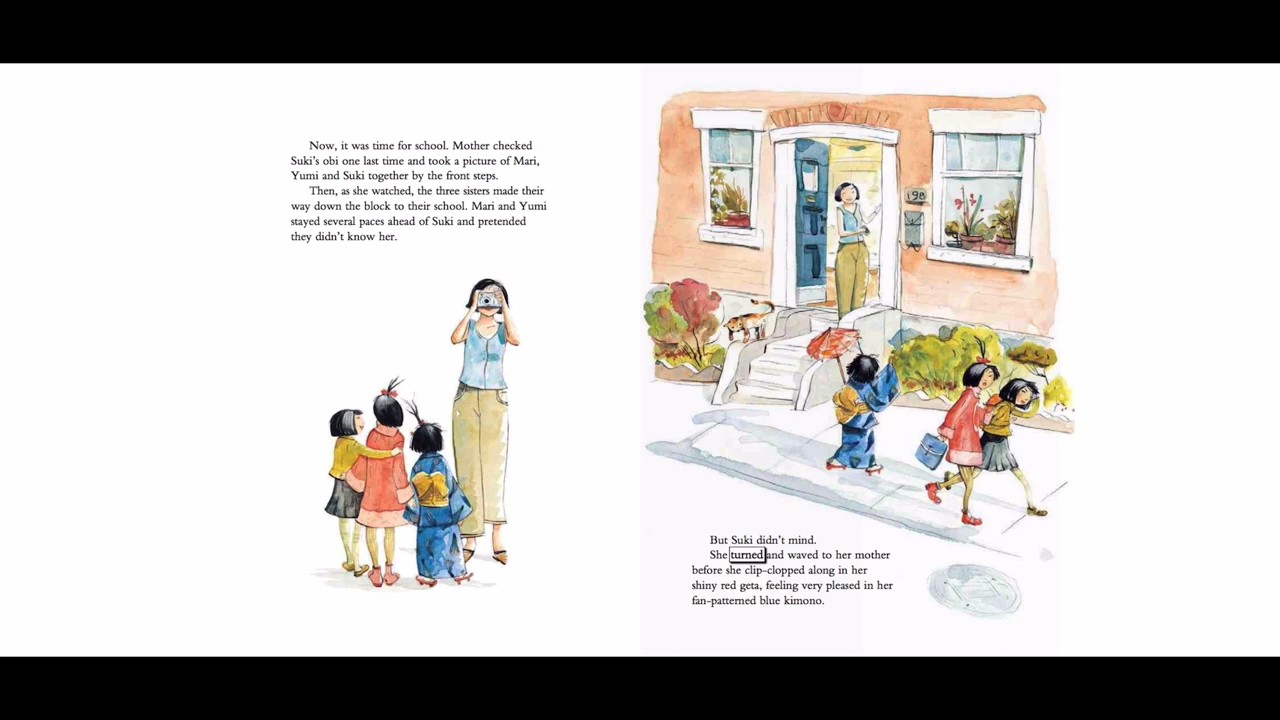 Now, it was time for school. Mother checked
Suki's obi one last time and took a picture of Mari,
Yumi and Suki together by the front steps.
Then, as she watched, the three sisters made their
way down the block to their school. Mari and Yumi
stayed several paces ahead of Suki and pretended
they didn't know her.
198
But Suki didn't mind.
She turned and waved to her mother
before she clip-clopped along in her
shiny red geta, feeling very pleased in her
fan-patterned blue kimono.